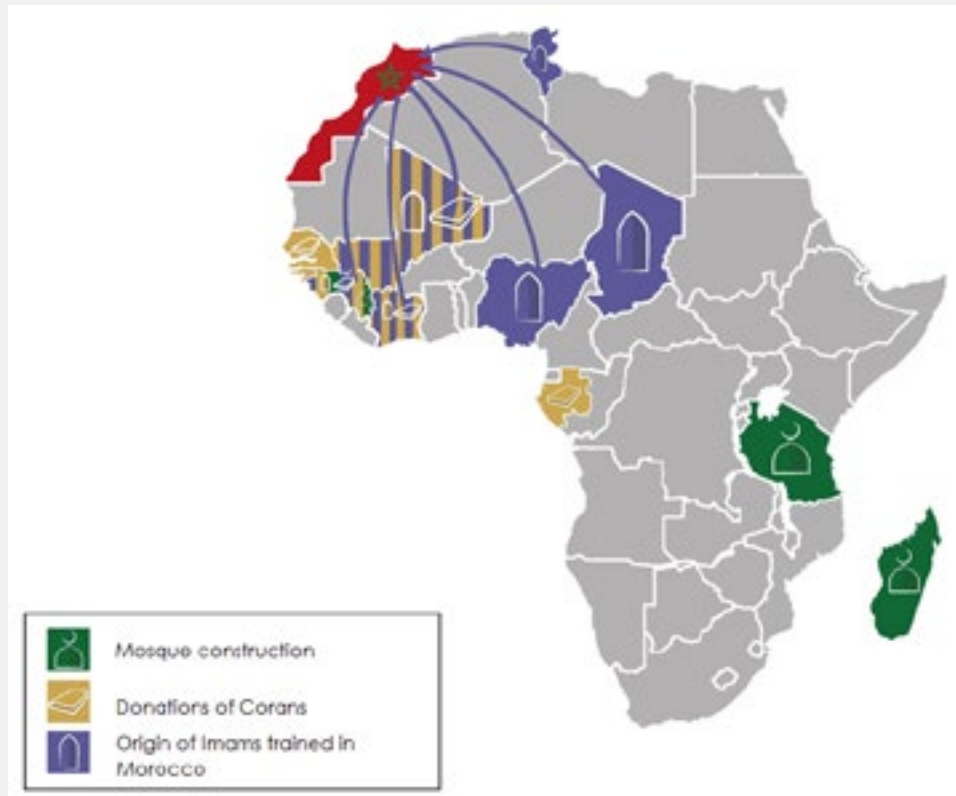 Mosque construction
Donations of Corans
Origin of Imams trained in
Morocco